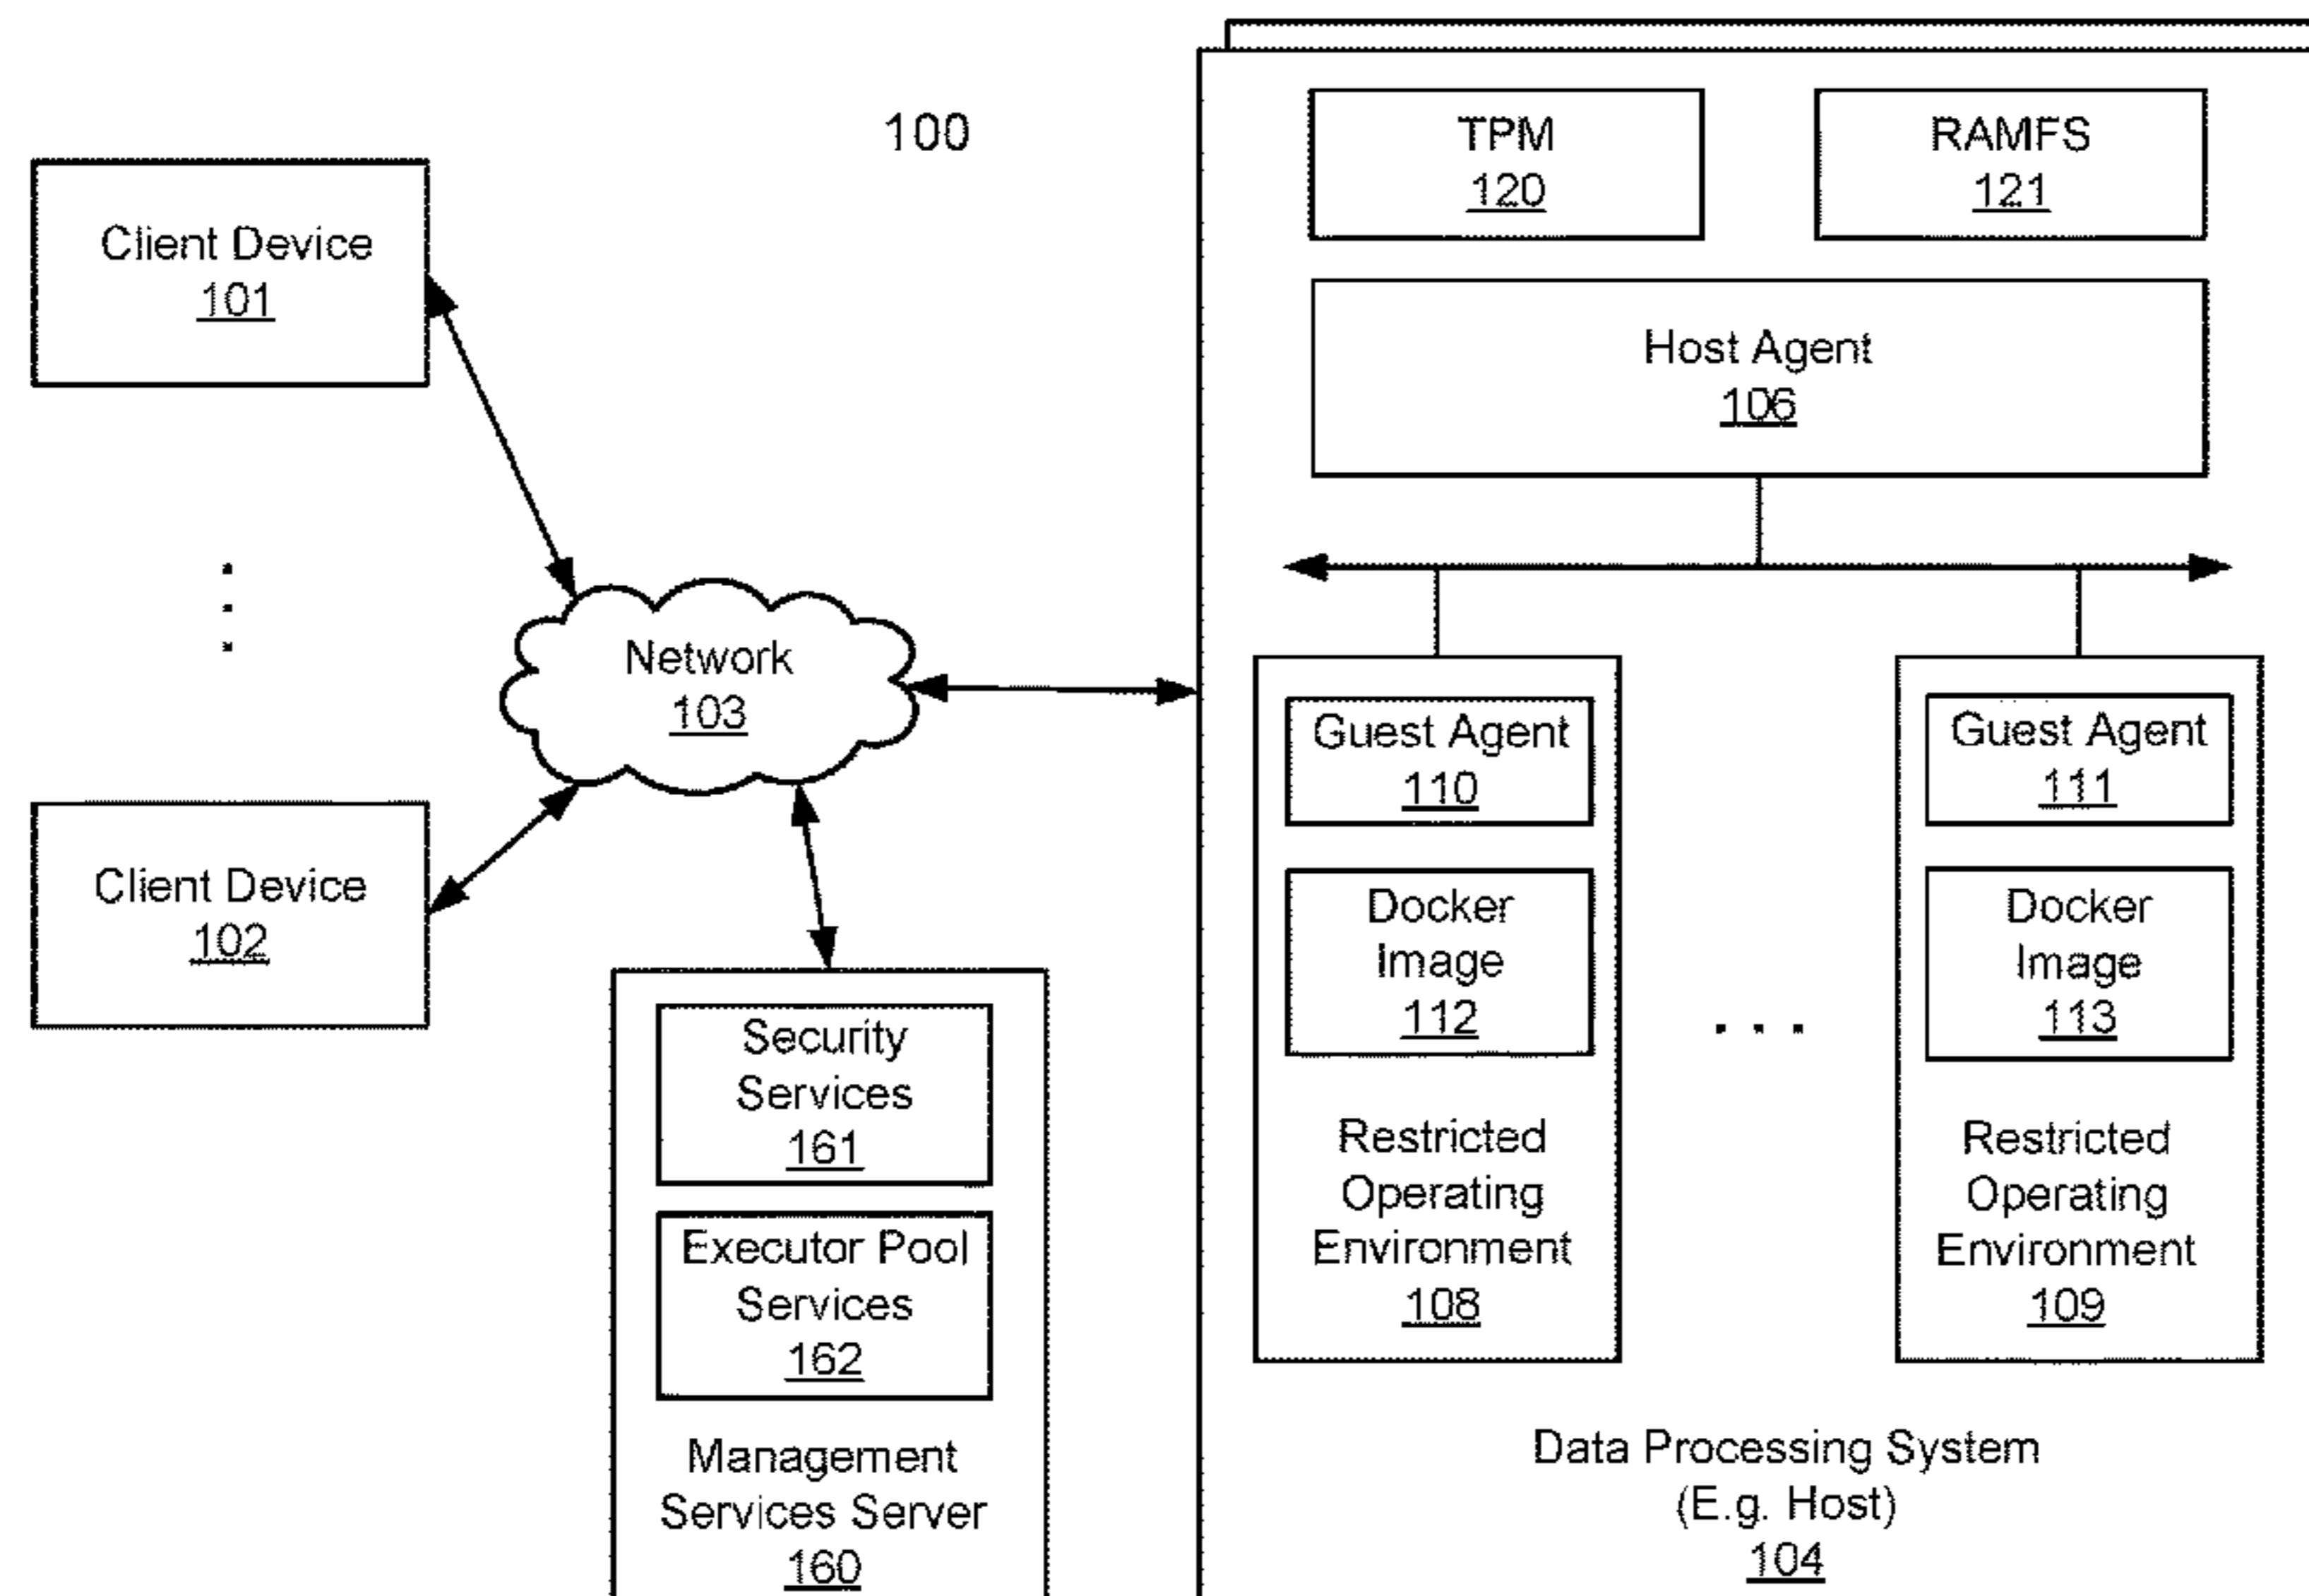 100
Client Device
101
Client Device
102
Network
103
Security
Services
161
Executor Pool
Services
162
Management
Services Server
160
TPM
120
RAMFS
121
Host Agent
106
Guest Agent
110
Docker
Image
112
Restricted
Operating
Environment
108
. . .
Guest Agent
111
Docker
Image
113
Restricted
Operating
Environment
109
Data Processing System
(E.g. Host)
104